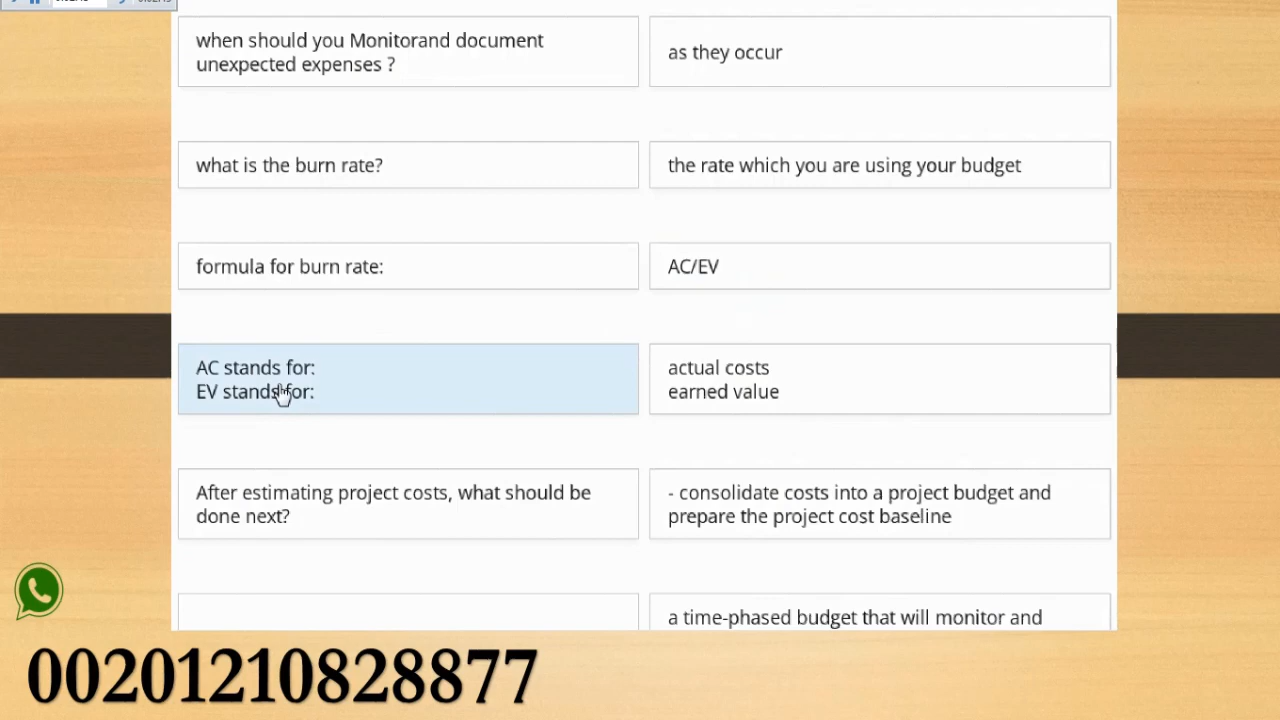 when should you Monitorand document
unexpected expenses ?
as they occur
what is the burn rate?
the rate which you are using your budget
formula for burn rate:
AC/EV
AC stands for:
EV stands for:
actual costs
earned value
After estimating project costs, what should be
done next?
- consolidate costs into a project budget and
prepare the project cost baseline
a time-phased budget that will monitor and
00201210828877